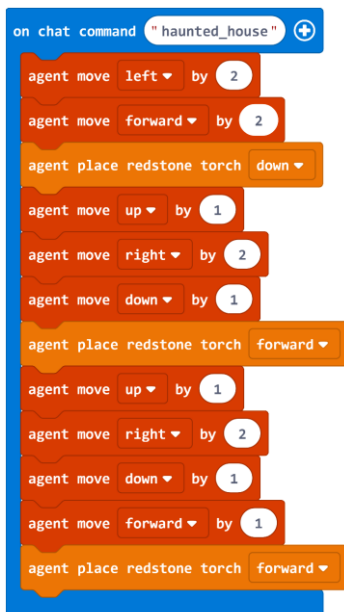 on chat command "haunted_house"
agent move left by 2
agent move forward by 2
agent place redstone torch down
agent move up by 1
agent move right by 2
agent move down by 1
agent place redstone torch forward
agent move up by 1
agent move right by 2
agent move down by 1
agent move forward by 1
agent place redstone torch forward